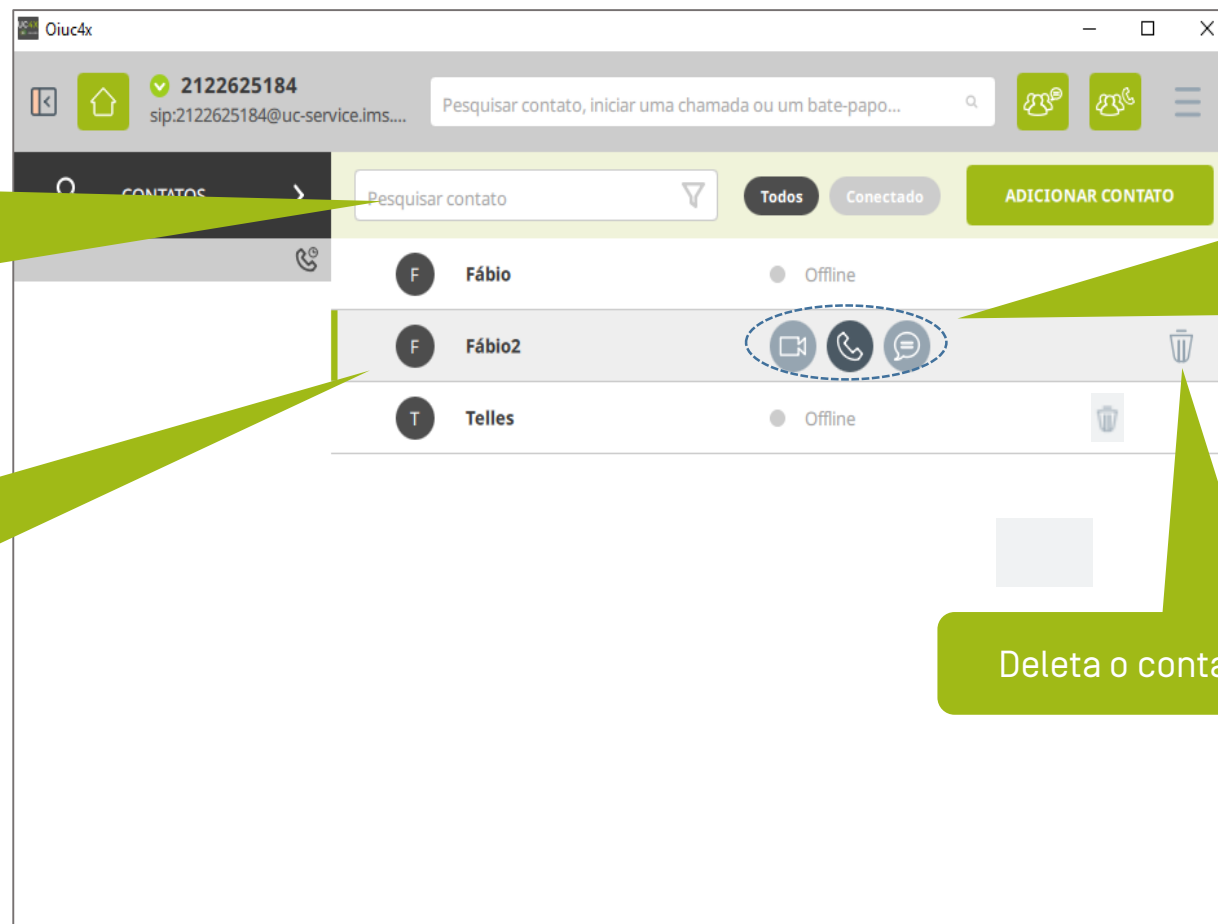 Oiuc4x
2122625184
sip:2122625184@uc-service.ims....
Pesquisar contato, iniciar uma chamada ou um bate-papo...
CONTATOS
Pesquisar contato
Todos
Conectado
ADICIONAR CONTATO
F
Fábio
Offline
F
Fábio2
T
Telles
Offline
Deleta o conta